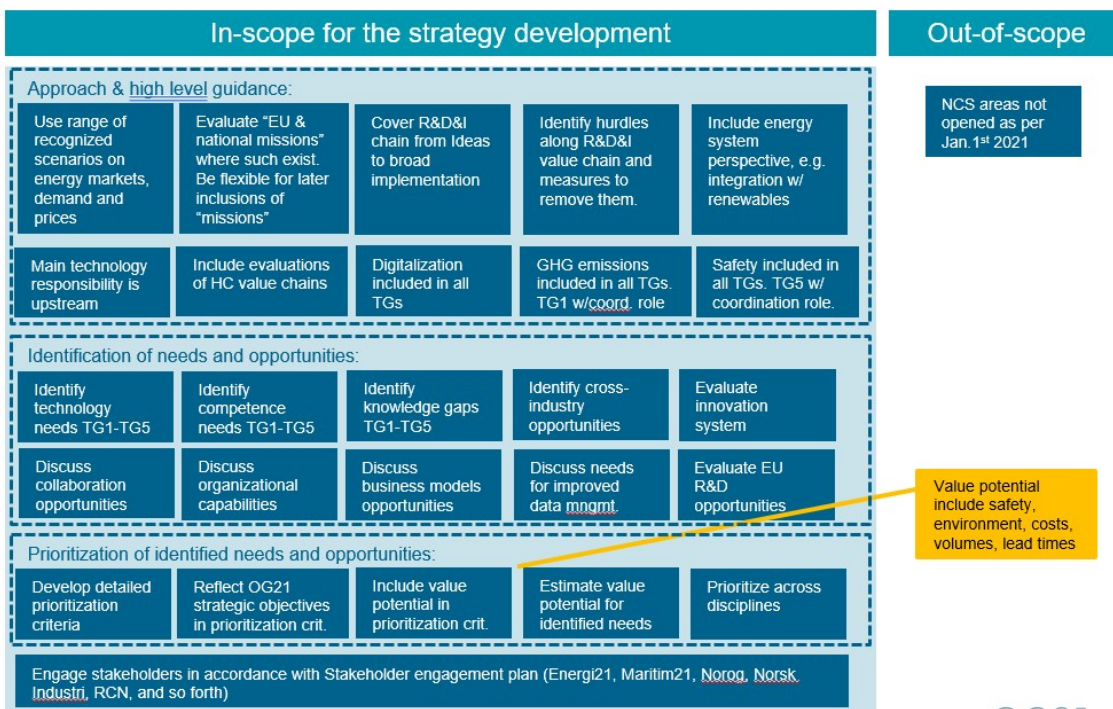 In-scope for the strategy development
Out-of-scope
Approach & high level guidance:
Use range of
recognized
scenarios on
energy markets,
demand and
prices
Evaluate “EU &
national missions”
where such exist.
Be flexible for later
inclusions of
“missions”
Cover R&D&I
chain from Ideas
to broad
implementation
Identify hurdles
along R&D&I
value chain and
measures to
remove them.
Include energy
system
perspective, e.g.
integration w/
renewables
NCS areas not
opened as per
Jan.1st 2021
Main technology
responsibility is
upstream
Include evaluations
of HC value chains
Digitalization
included in all
TGs
GHG emissions
included in all TGs.
TG1 w/coord. role
Safety included in
all TGs. TG5 w/
coordination role.
Identification of needs and opportunities:
Identify
technology
needs TG1-TG5
Identify
competence
needs TG1-TG5
Identify
knowledge gaps
TG1-TG5
Identify cross-
industry
opportunities
Evaluate
innovation
system
Discuss
collaboration
opportunities
Discuss
organizational
capabilities
Discuss
business models
opportunities
Discuss needs
for improved
data mngmt.
Evaluate EU
R&D
opportunities
Value potential
include safety,
environment, costs,
volumes, lead times
Prioritization of identified needs and opportunities:
Develop detailed
prioritization
criteria
Reflect OG21
strategic objectives
in prioritization crit.
Include value
potential in
prioritization crit.
Estimate value
potential for
identified needs
Prioritize across
disciplines
Engage stakeholders in accordance with Stakeholder engagement plan (Energi21, Maritim21, Norog, Norsk
Industri, RCN, and so forth)